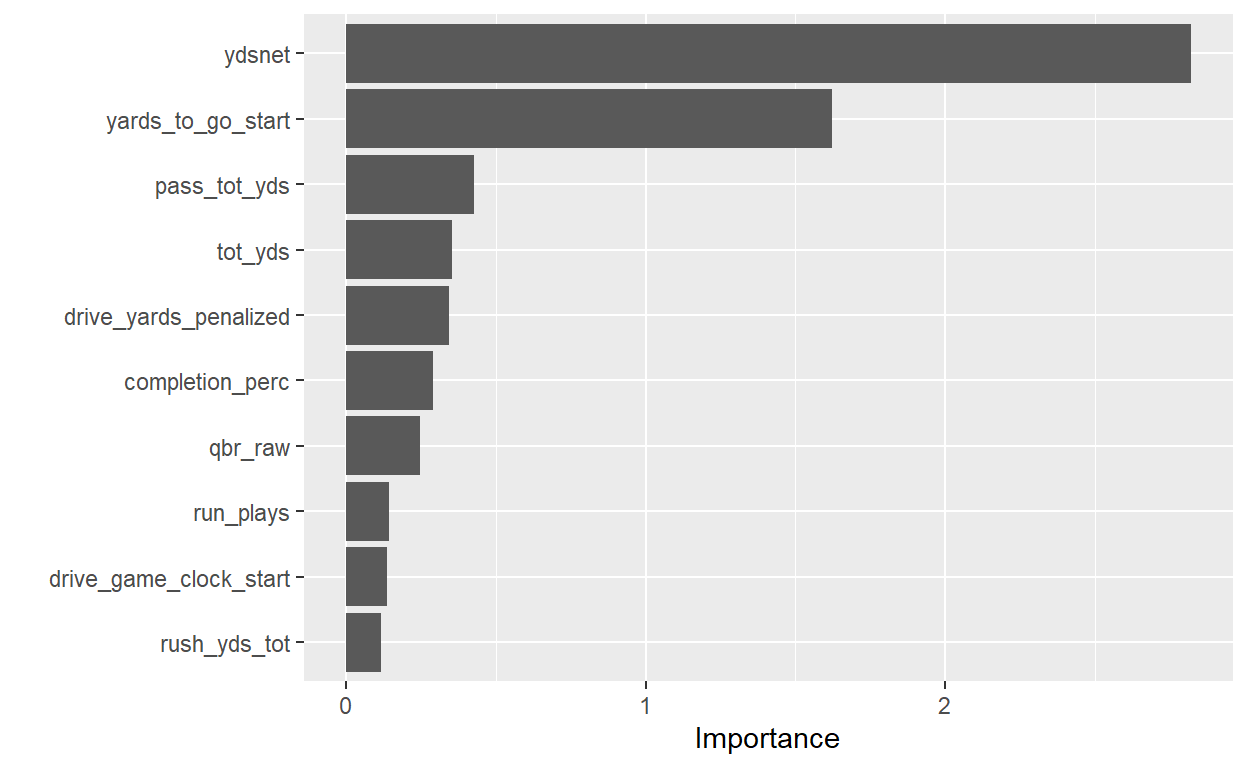 ydsnet
yards_to_go_start
pass_tot_yds
tot_yds
drive_yards_penalized
completion_perc
qbr_raw
run_plays
drive_game_clock_start
rush_yds_tot
0 1 2
Importance